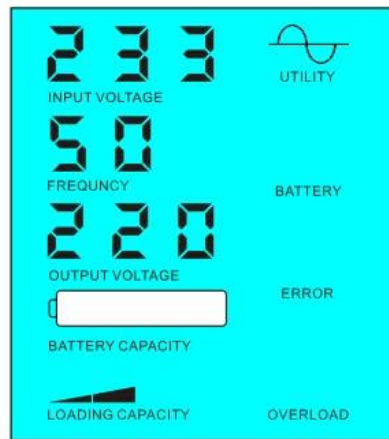 233
INPUT VOLTAGE
UTILITY
50
FREQUNCY
BATTERY
220
OUTPUT VOLTAGE
ERROR
BATTERY CAPACITY
LOADING CAPACITY
OVERLOAD